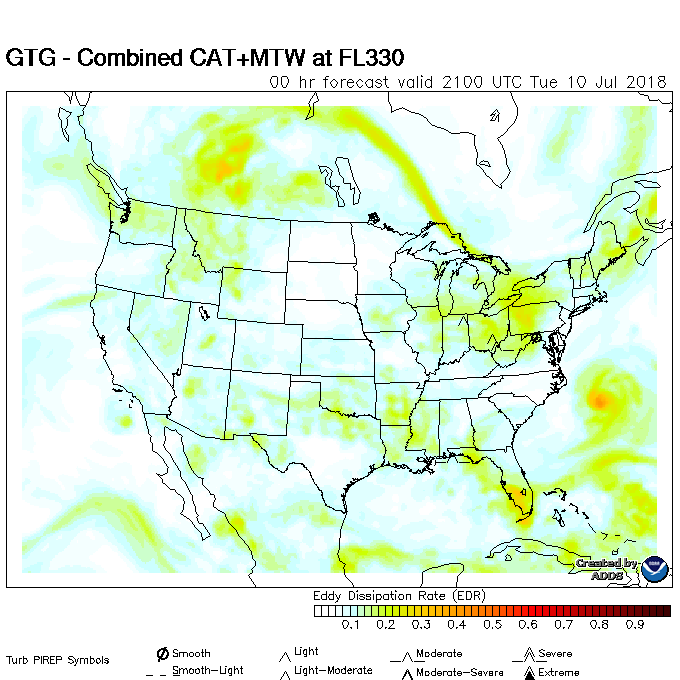 GTG - Combined CAT+MTW at FL330
00 hr forecast valid 2100 UTC Tue 10 Jul 2018
Created by
ADDS
Eddy Dissipation Rate (EDR)
0.1 0.2 0.3 0.4 0.5 0.6 0.7 0.8 0.9
Turb PIREP Symbols
Smooth Light Moderate Severe
Smooth-Light Light-Moderate Moderate-Severe Extreme